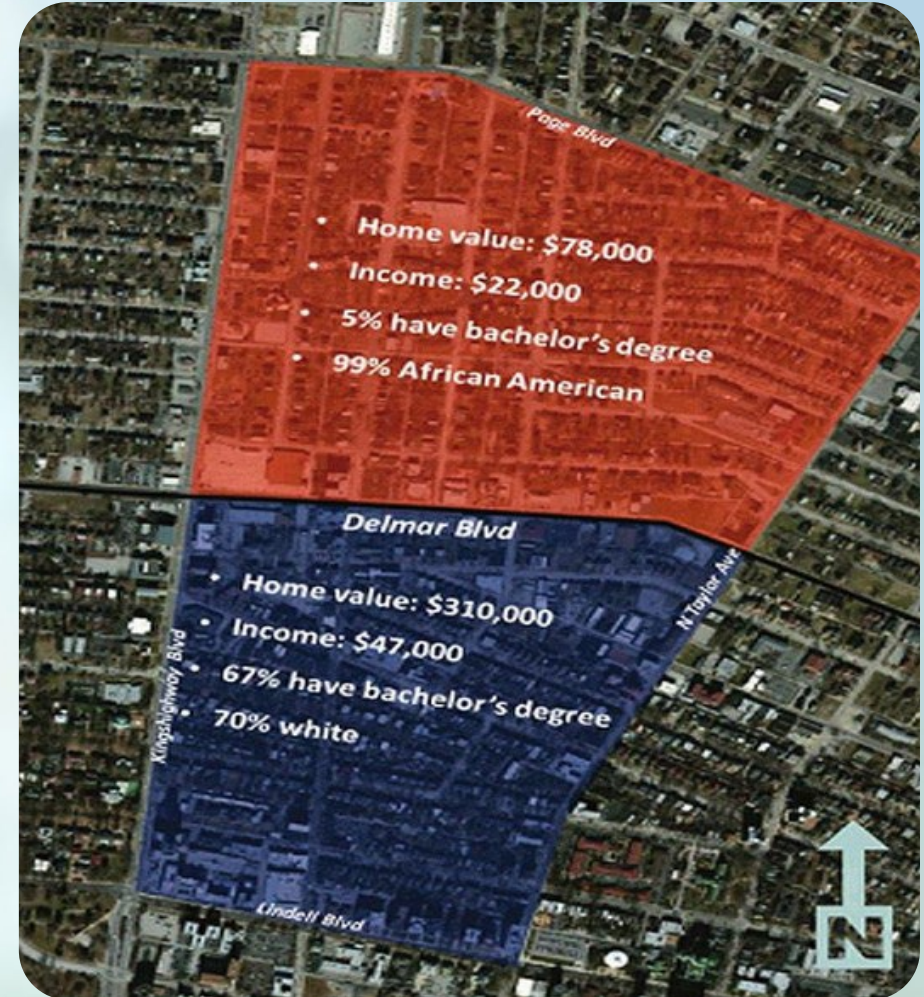 Page Blvd
• Home value: $78,000
• Income: $22,000
• 5% have bachelor’s degree
• 99% African American
Delmar Blvd
N Taylor Ave
• Home value: $310,000
• Income: $47,000
• 67% have bachelor’s degree
• 70% white
Kingshighway Blvd
Lindell Blvd
N